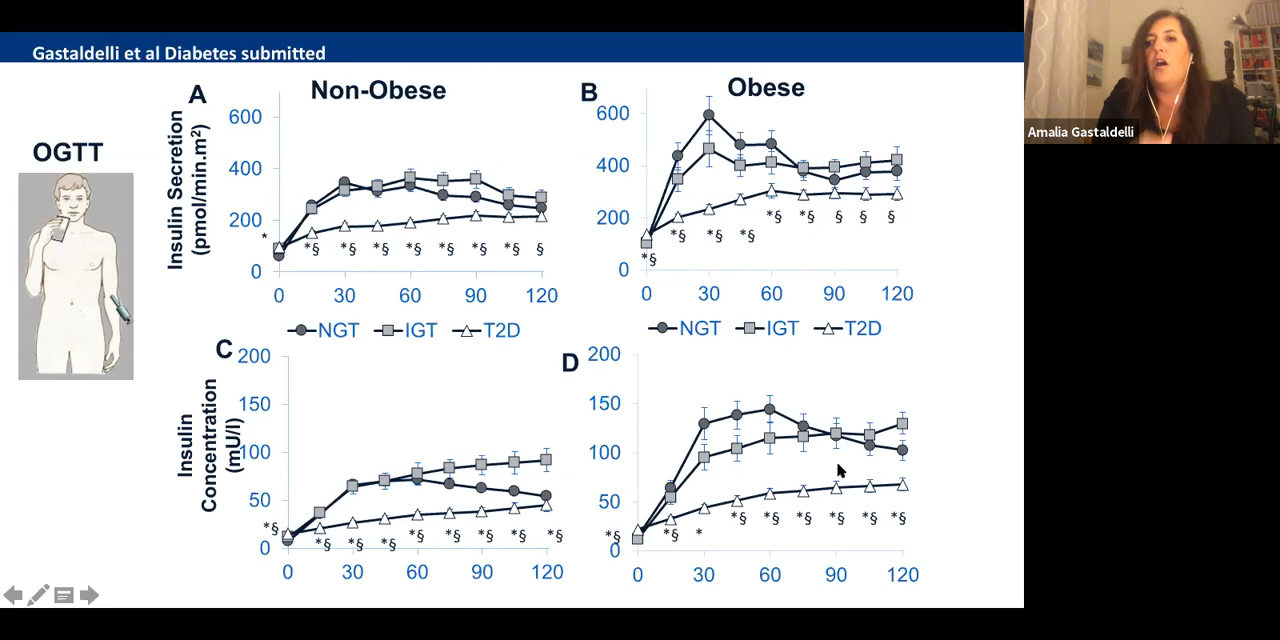 Gastaldelli et al Diabetes submitted
Amalia Gastaldelli
OGTT
A
Non-Obese
Insulin Secretion
(pmol/min.m²)
600
400
200
0
*
*§ *§ *§ *§ *§ *§ *§ §
0 30 60 90 120
NGT IGT T2D
B
Obese
600
400
200
0
*§
*§ *§ *§ *§ *§ § § §
0 30 60 90 120
NGT IGT T2D
C
Insulin
Concentration
(mU/l)
200
150
100
50
0
*§
*§ *§ *§ *§ *§ *§ *§ *§
0 30 60 90 120
D
200
150
100
50
0
*§
*§ * *§ *§ *§ *§ *§ *§
0 30 60 90 120